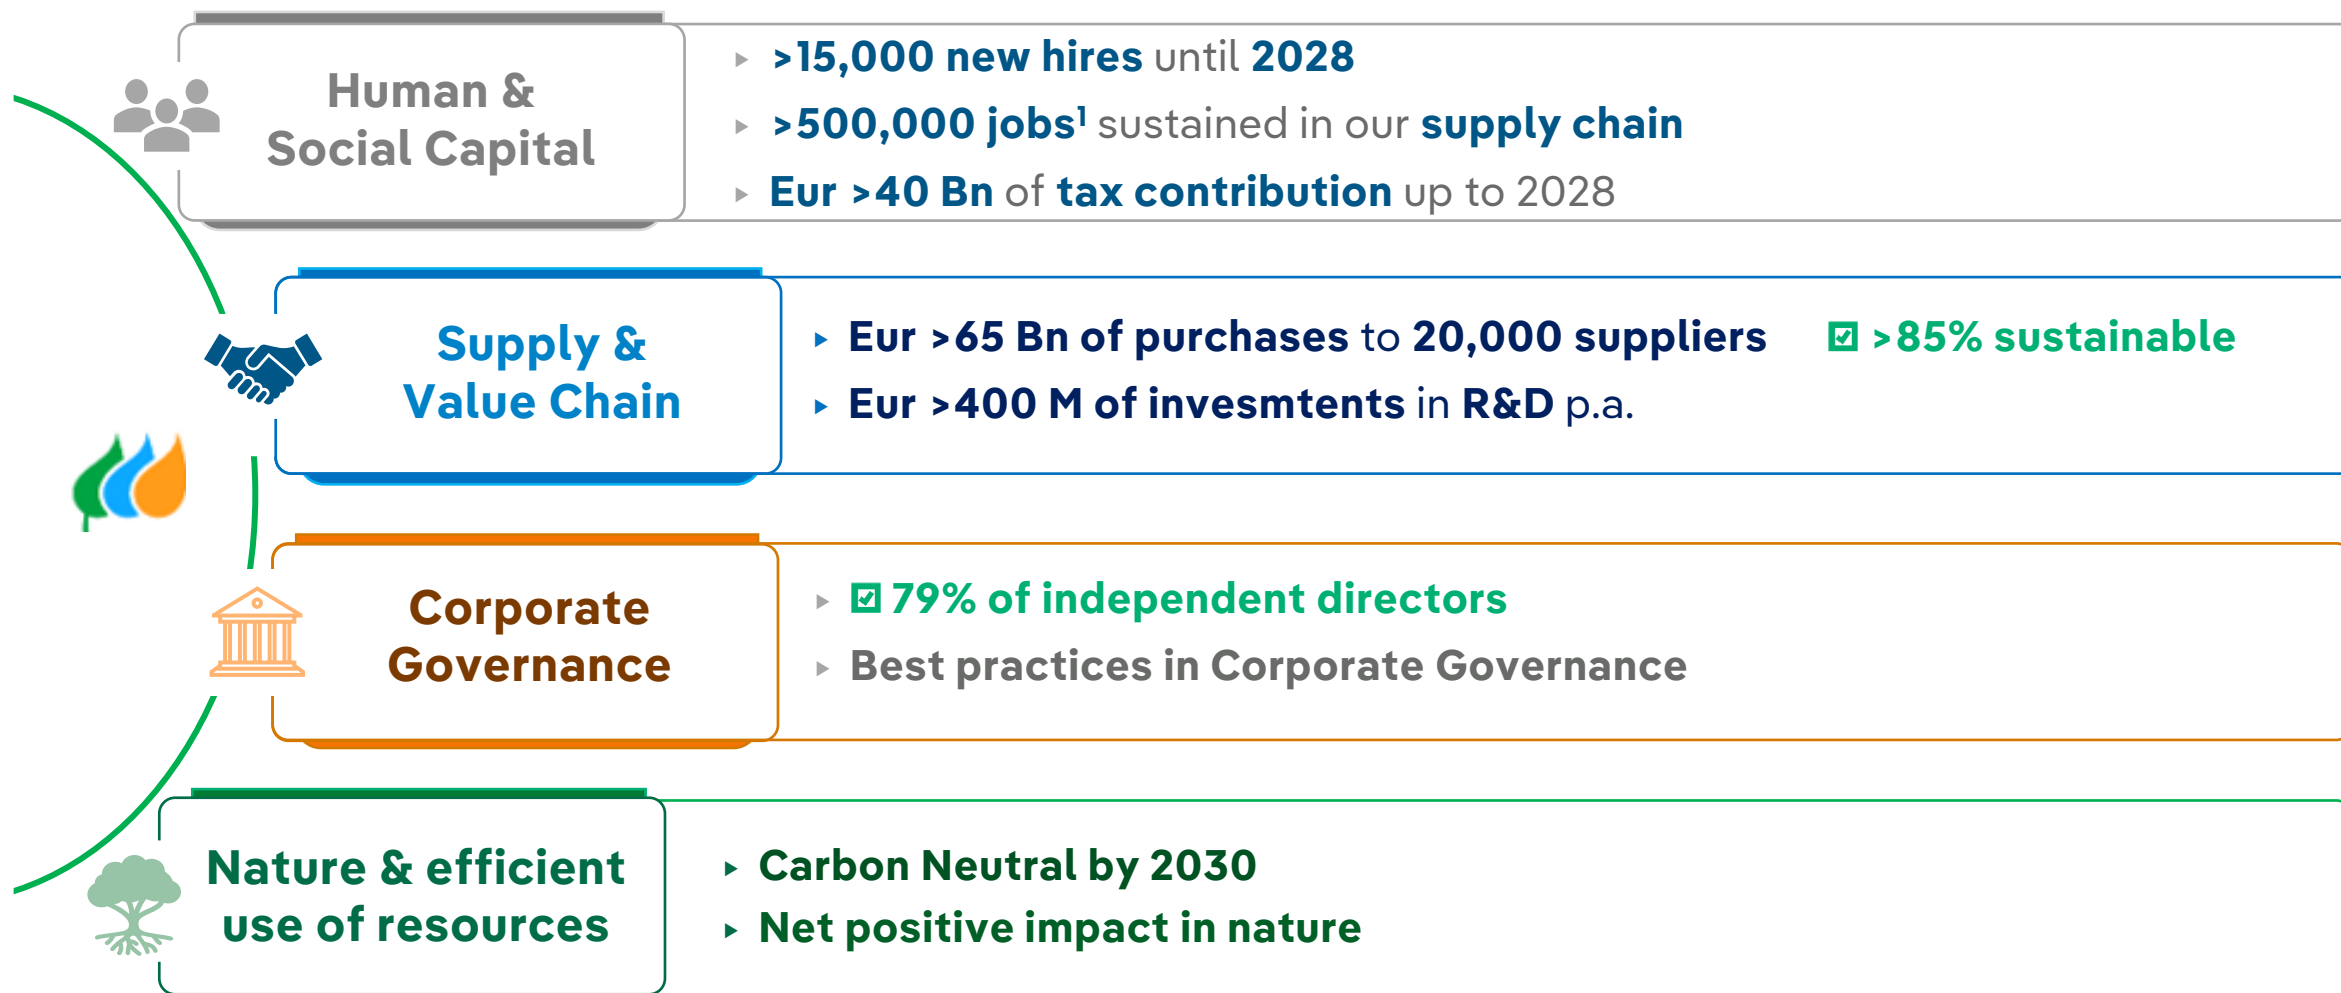 Human &
Social Capital
▸ >15,000 new hires until 2028
▸ >500,000 jobs¹ sustained in our supply chain
▸ Eur >40 Bn of tax contribution up to 2028
Supply &
Value Chain
▸ Eur >65 Bn of purchases to 20,000 suppliers ☑ >85% sustainable
▸ Eur >400 M of invesmtents in R&D p.a.
Corporate
Governance
▸ ☑ 79% of independent directors
▸ Best practices in Corporate Governance
Nature & efficient
use of resources
▸ Carbon Neutral by 2030
▸ Net positive impact in nature